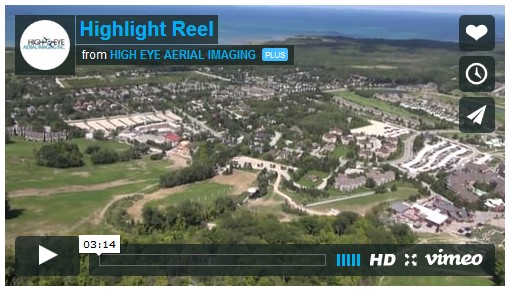 HIGH EYE
AERIAL IMAGING INC.
Highlight Reel
from HIGH EYE AERIAL IMAGING PLUS
03:14
HD vimeo